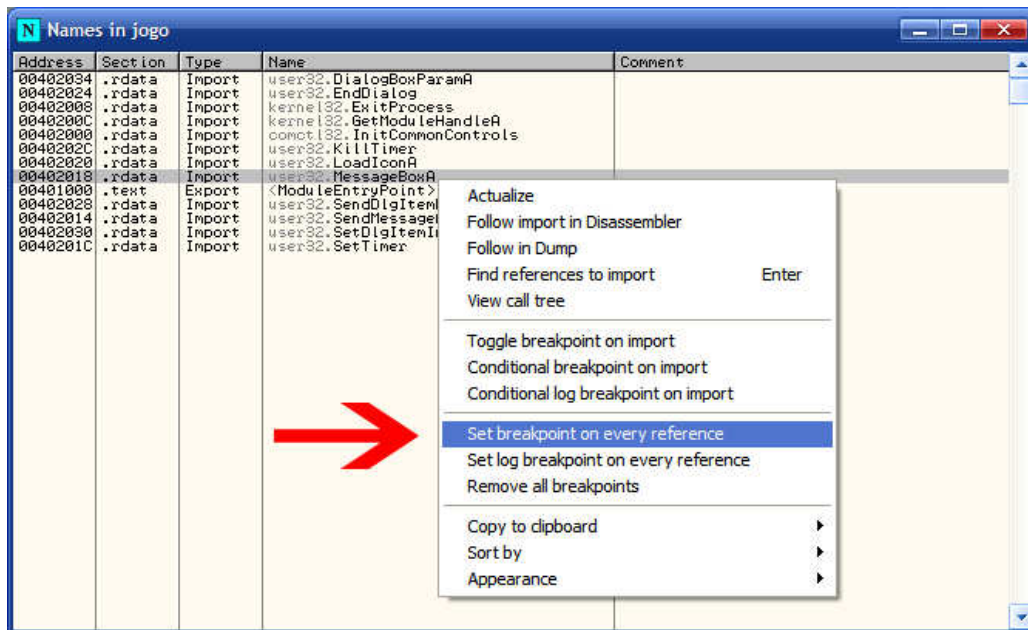 Names in jogo
Address Section Type Name Comment
00402034 .rdata Import user32.DialogBoxParamA
00402024 .rdata Import user32.EndDialog
00402008 .rdata Import kernel32.ExitProcess
0040200C .rdata Import kernel32.GetModuleHandleA
00402000 .rdata Import comctl32.InitCommonControls
0040202C .rdata Import user32.KillTimer
00402020 .rdata Import user32.LoadIconA
00402018 .rdata Import user32.MessageBoxA
00401000 .text Export <ModuleEntryPoint>
00402028 .rdata Import user32.SendDlgItem
00402014 .rdata Import user32.SendMessage
00402030 .rdata Import user32.SetDlgItemI
0040201C .rdata Import user32.SetTimer
Actualize
Follow import in Disassembler
Follow in Dump
Find references to import Enter
View call tree
Toggle breakpoint on import
Conditional breakpoint on import
Conditional log breakpoint on import
Set breakpoint on every reference
Set log breakpoint on every reference
Remove all breakpoints
Copy to clipboard
Sort by
Appearance